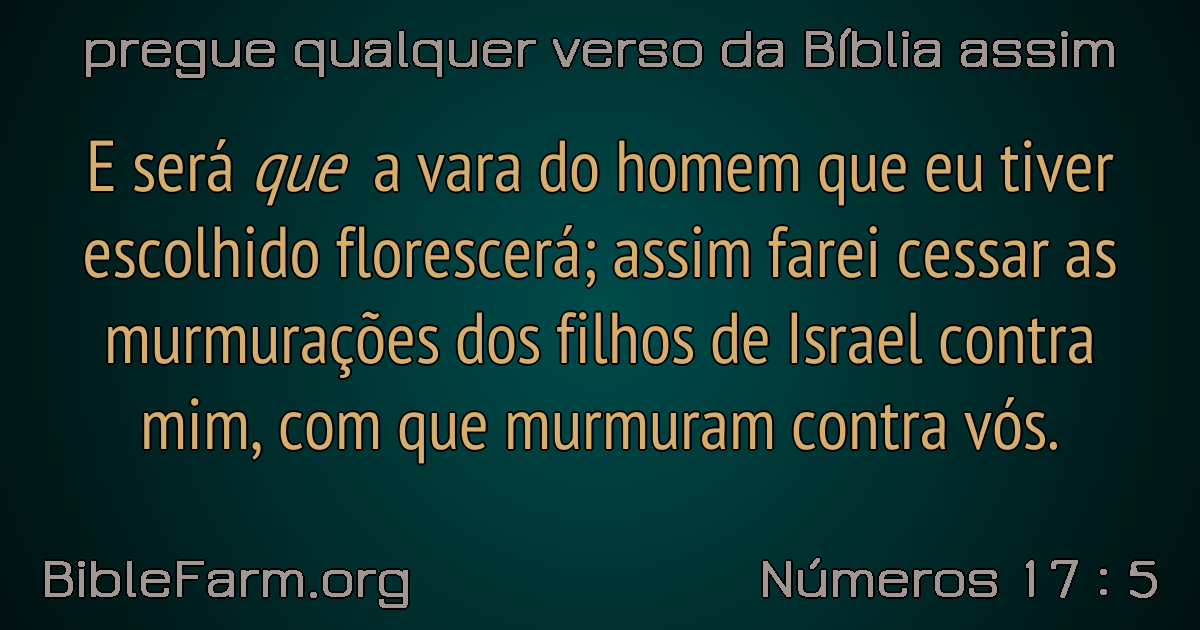 pregue qualquer verso da Bíblia assim
E será que a vara do homem que eu tiver
escolhido florescerá; assim farei cessar as
murmurações dos filhos de Israel contra
mim, com que murmuram contra vós.
BibleFarm.org
Números 17 : 5